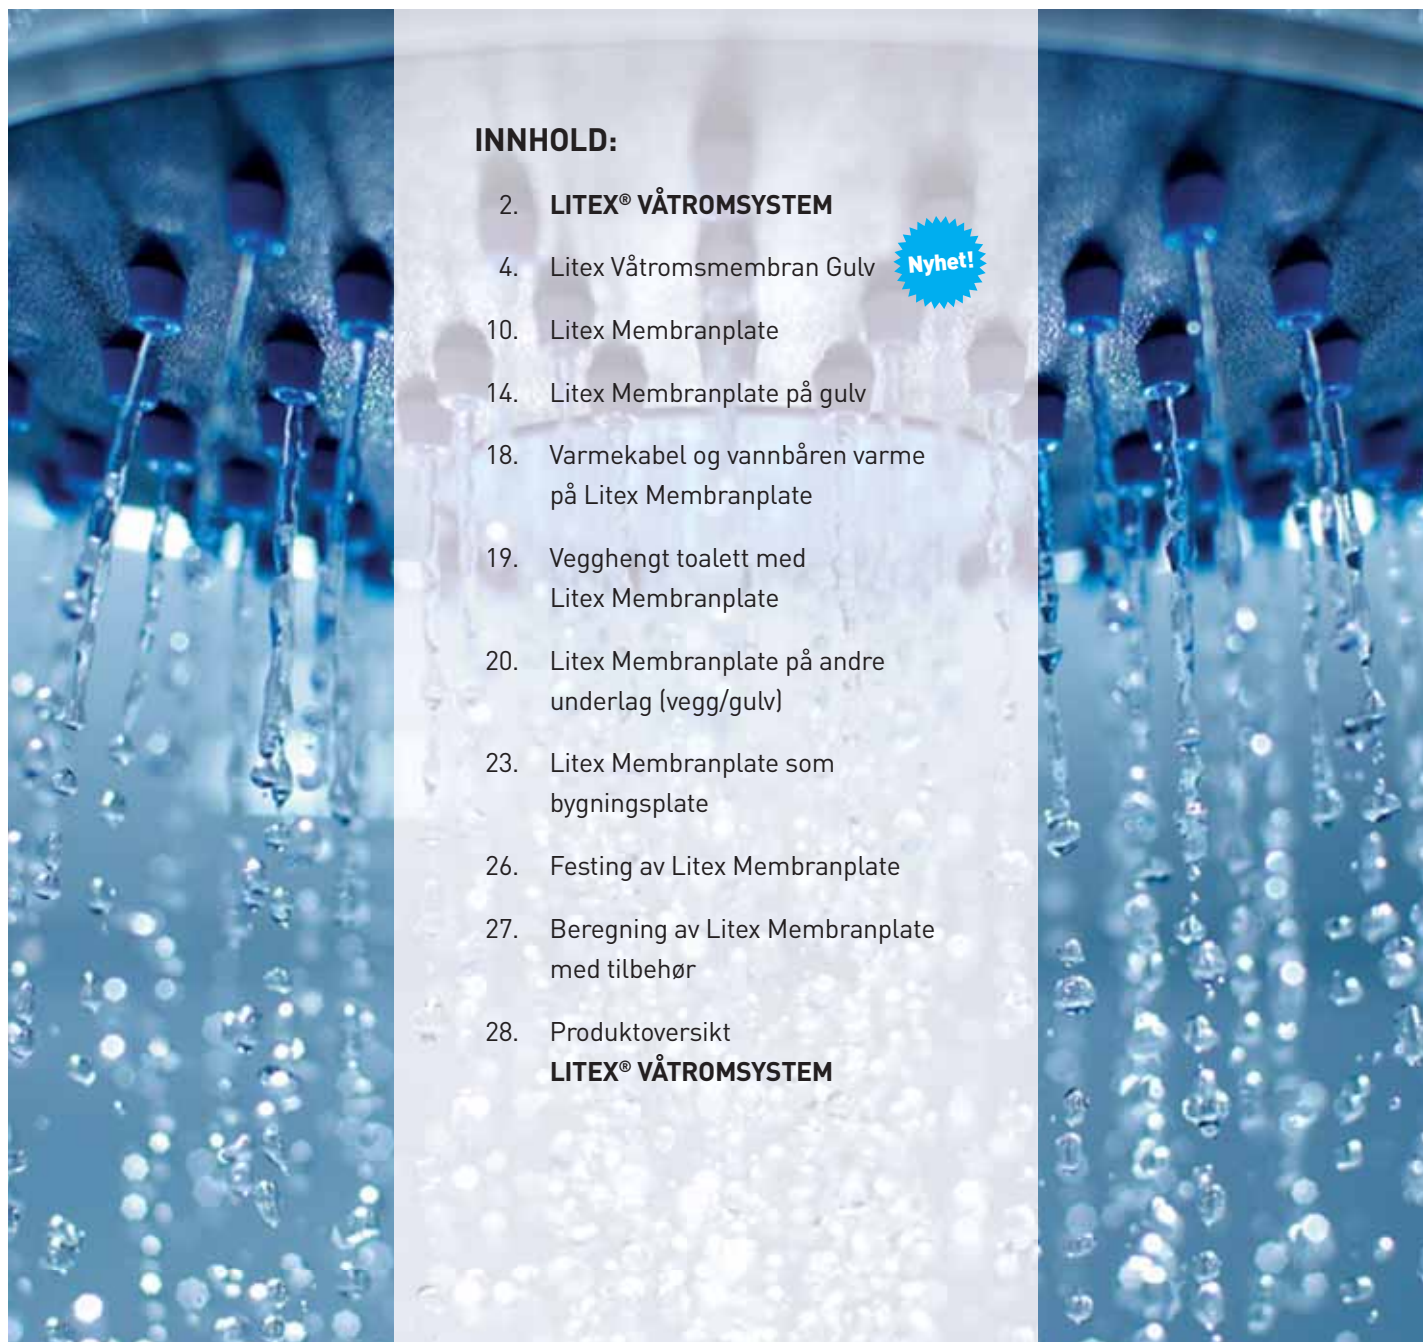 INNHOLD:
2. LITEX® VÅTROMSYSTEM
4. Litex Våtromsmembran Gulv Nyhet!
10. Litex Membranplate
14. Litex Membranplate på gulv
18. Varmekabel og vannbåren varme
på Litex Membranplate
19. Vegghengt toalett med
Litex Membranplate
20. Litex Membranplate på andre
underlag (vegg/gulv)
23. Litex Membranplate som
bygningsplate
26. Festing av Litex Membranplate
27. Beregning av Litex Membranplate
med tilbehør
28. Produktoversikt
LITEX® VÅTROMSYSTEM